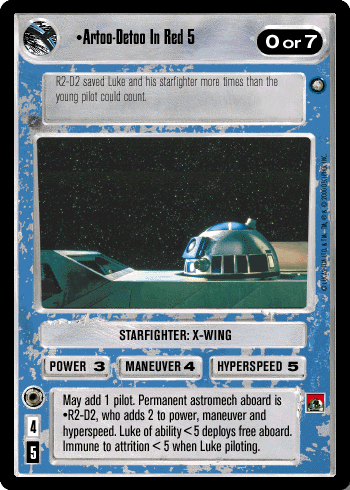 •Artoo-Detoo In Red 5
0 or 7
R2-D2 saved Luke and his starfighter more times than the
young pilot could count.
STARFIGHTER: X-WING
POWER 3 MANEUVER 4 HYPERSPEED 5
May add 1 pilot. Permanent astromech aboard is
•R2-D2, who adds 2 to power, maneuver and
hyperspeed. Luke of ability < 5 deploys free aboard.
Immune to attrition < 5 when Luke piloting.
4
5